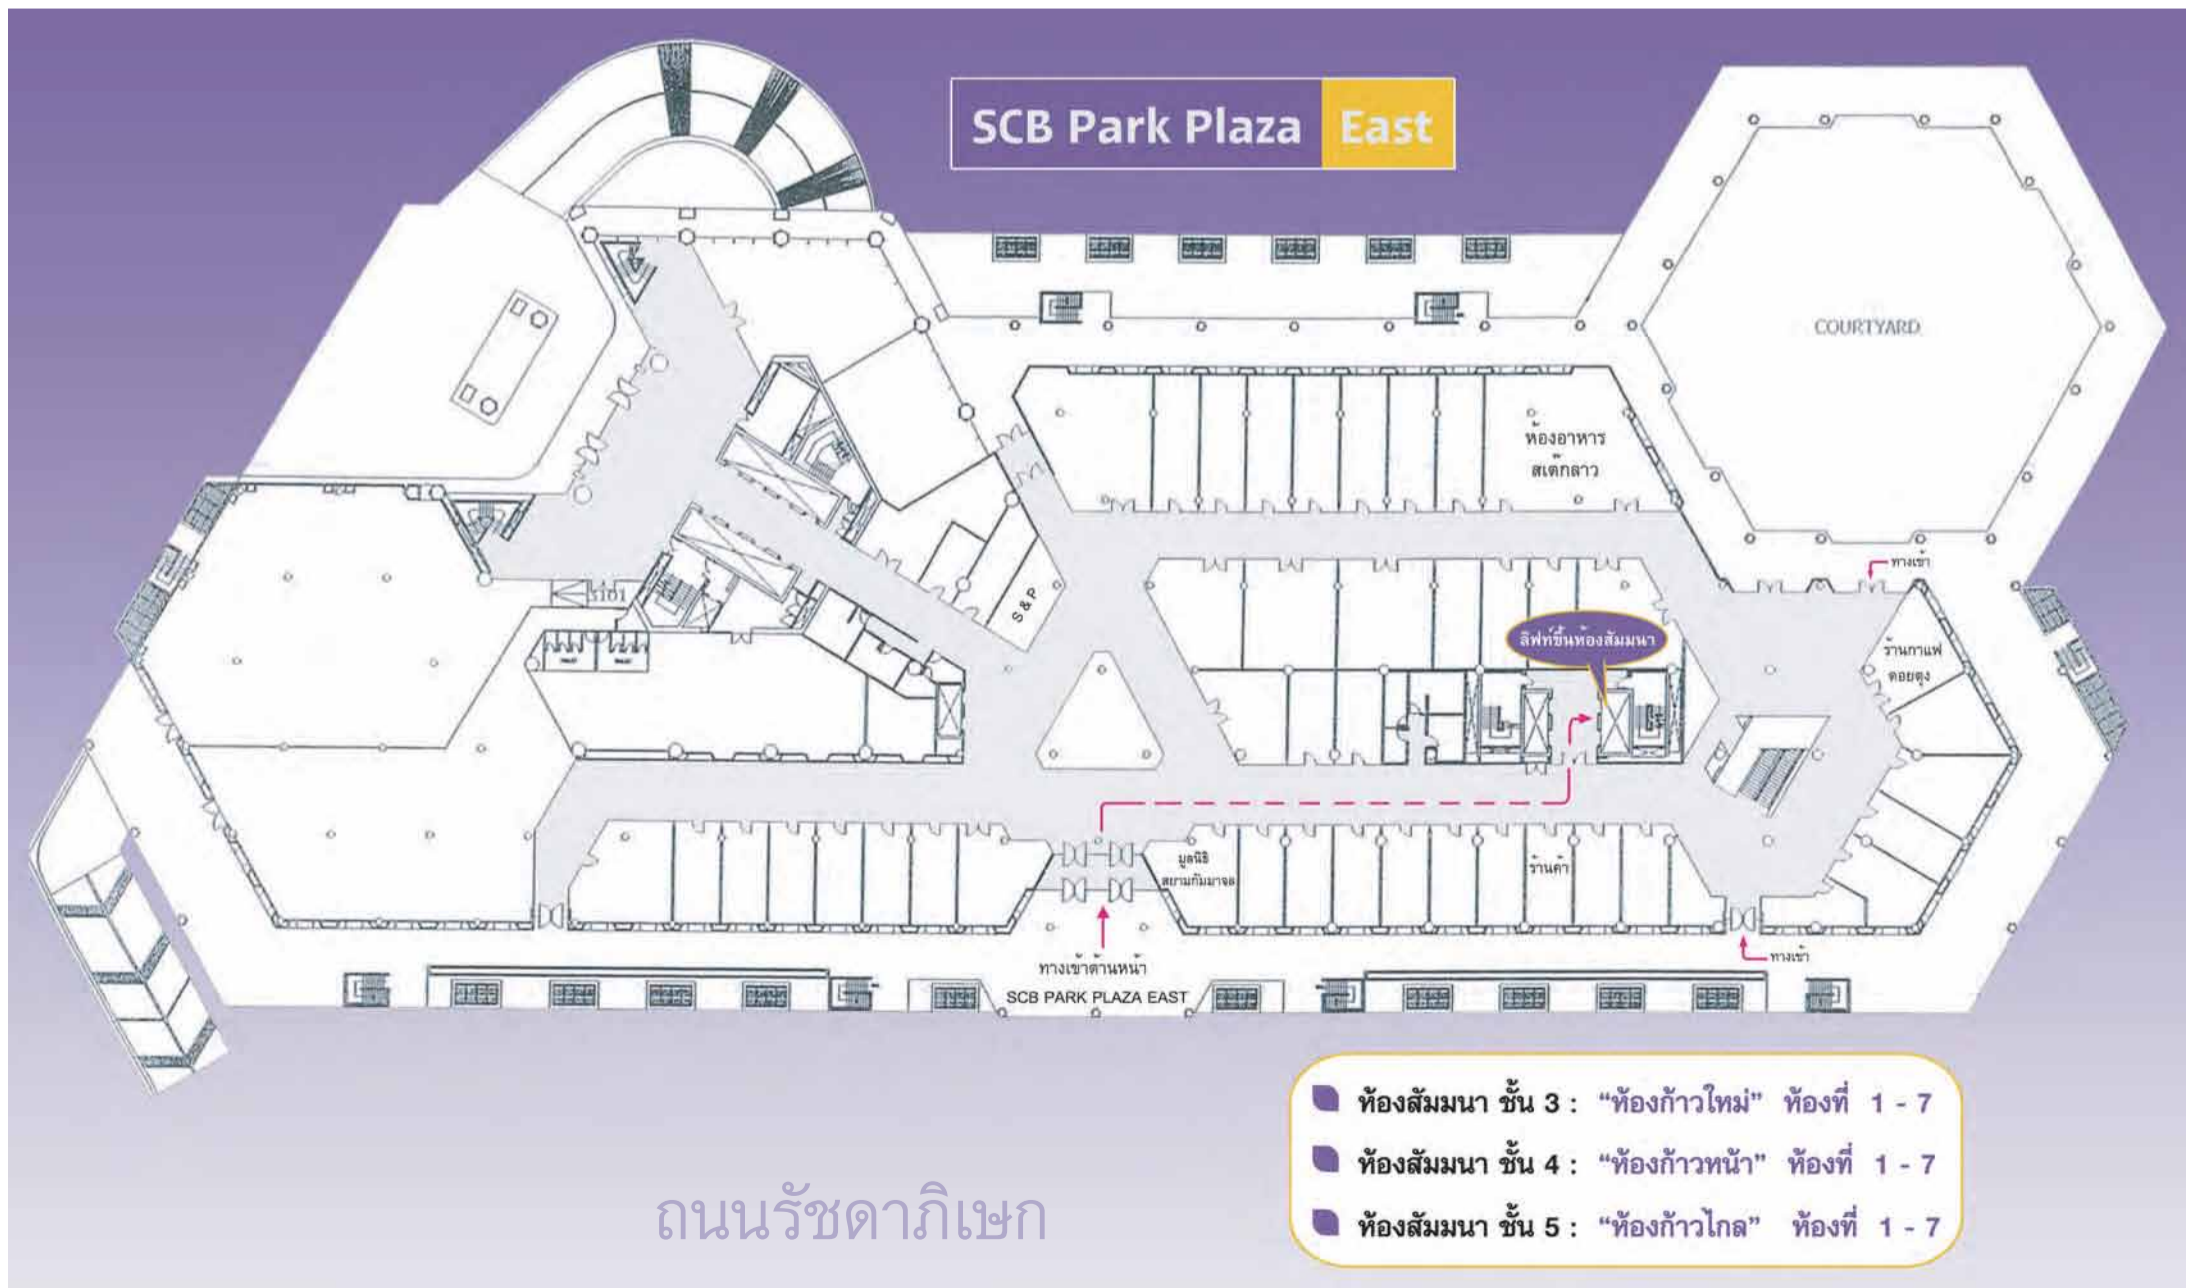 SCB Park Plaza East
COURTYARD
ห้องอาหาร
สเต๊กลาว
ทางเข้า
S & P
ลิฟท์ขึ้นห้องสัมมนา
ร้านกาแฟ
ดอยตุง
มูลนิธิ
สยามกัมมาจล
ร้านค้า
ทางเข้าด้านหน้า
SCB PARK PLAZA EAST
ทางเข้า
ห้องสัมมนา ชั้น 3 : “ห้องก้าวใหม่” ห้องที่ 1 - 7
ห้องสัมมนา ชั้น 4 : “ห้องก้าวหน้า” ห้องที่ 1 - 7
ห้องสัมมนา ชั้น 5 : “ห้องก้าวไกล” ห้องที่ 1 - 7
ถนนรัชดาภิเษก